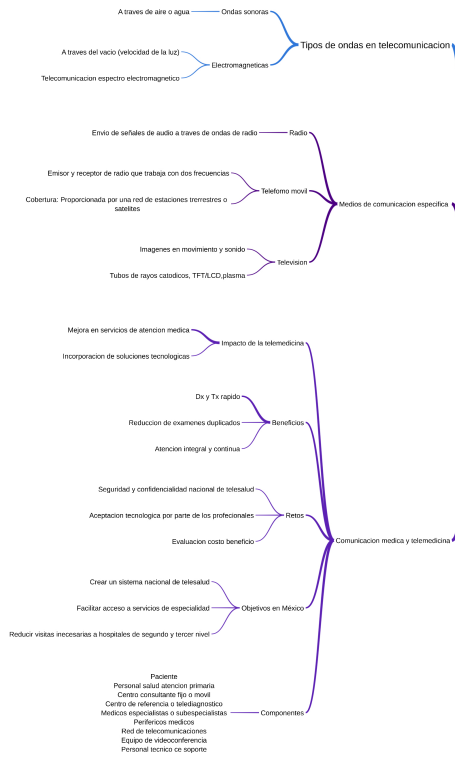 Tipos de ondas en telecomunicacion
Ondas sonoras
A traves de aire o agua
Electromagneticas
A traves del vacio (velocidad de la luz)
Telecomunicacion espectro electromagnetico
Medios de comunicacion especifica
Radio
Envio de señales de audio a traves de ondas de radio
Telefomo movil
Emisor y receptor de radio que trabaja con dos frecuencias
Cobertura: Proporcionada por una red de estaciones trerrestres o
satelites
Television
Imagenes en movimiento y sonido
Tubos de rayos catodicos, TFT/LCD,plasma
Comunicacion medica y telemedicina
Impacto de la telemedicina
Mejora en servicios de atencion medica
Incorporacion de soluciones tecnologicas
Beneficios
Dx y Tx rapido
Reduccion de examenes duplicados
Atencion integral y continua
Retos
Seguridad y confidencialidad nacional de telesalud
Aceptacion tecnologica por parte de los profecionales
Evaluacion costo beneficio
Objetivos en México
Crear un sistema nacional de telesalud
Facilitar acceso a servicios de especialidad
Reducir visitas inecesarias a hospitales de segundo y tercer nivel
Componentes
Paciente
Personal salud atencion primaria
Centro consultante fijo o movil
Centro de referencia o telediagnostico
Medicos especialistas o subespecialistas
Perifericos medicos
Red de telecomunicaciones
Equipo de videoconferencia
Personal tecnico ce soporte